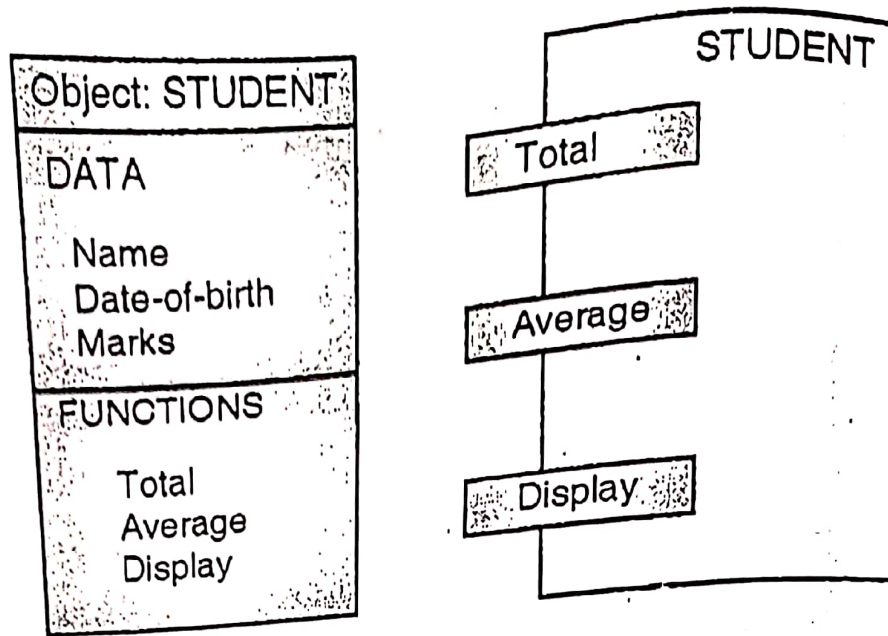 Object: STUDENT
DATA
Name
Date-of-birth
Marks
FUNCTIONS
Total
Average
Display
STUDENT
Total
Average
Display